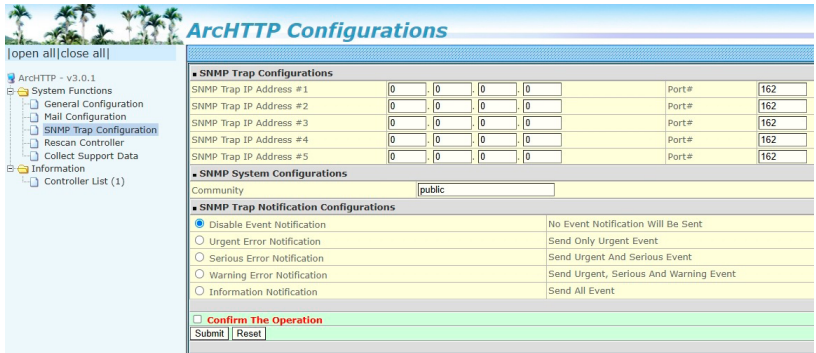 ArcHTTP Configurations
|open all|close all|
ArcHTTP - v3.0.1
System Functions
General Configuration
Mail Configuration
SNMP Trap Configuration
Rescan Controller
Collect Support Data
Information
Controller List (1)
SNMP Trap Configurations
SNMP Trap IP Address #1 0 . 0 . 0 . 0 Port# 162
SNMP Trap IP Address #2 0 . 0 . 0 . 0 Port# 162
SNMP Trap IP Address #3 0 . 0 . 0 . 0 Port# 162
SNMP Trap IP Address #4 0 . 0 . 0 . 0 Port# 162
SNMP Trap IP Address #5 0 . 0 . 0 . 0 Port# 162
SNMP System Configurations
Community public
SNMP Trap Notification Configurations
Disable Event Notification No Event Notification Will Be Sent
Urgent Error Notification Send Only Urgent Event
Serious Error Notification Send Urgent And Serious Event
Warning Error Notification Send Urgent, Serious And Warning Event
Information Notification Send All Event
Confirm The Operation
Submit Reset